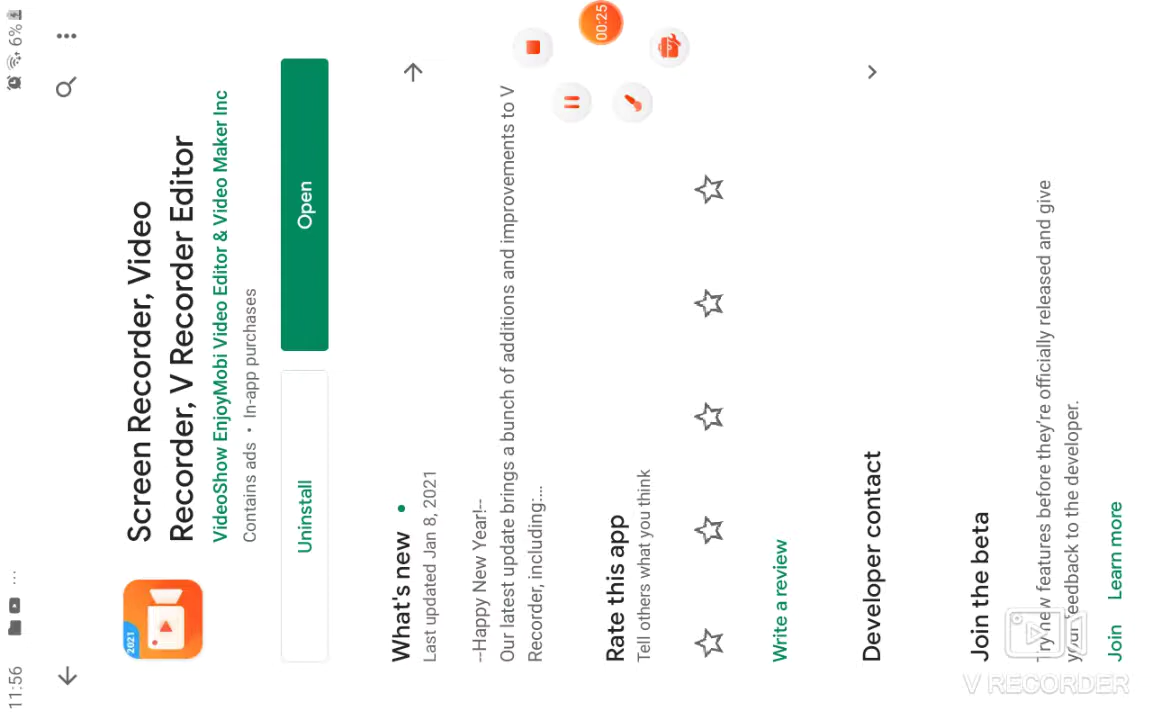 11:56
...
6%
2021
Screen Recorder, Video
Recorder, V Recorder Editor
VideoShow EnjoyMobi Video Editor & Video Maker Inc
Contains ads • In-app purchases
Uninstall
Open
What's new •
Last updated Jan 8, 2021
--Happy New Year!--
Our latest update brings a bunch of additions and improvements to V
Recorder, including:...
00:25
Rate this app
Tell others what you think
Write a review
Developer contact
Join the beta
Try new features before they're officially released and give
your feedback to the developer.
Join
Learn more
V RECORDER